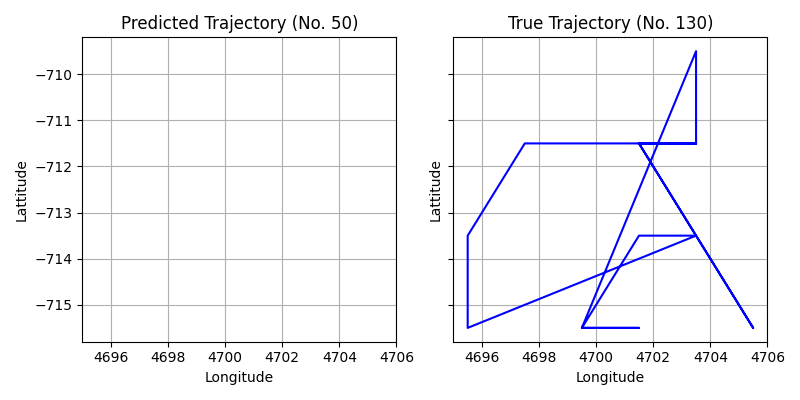 Predicted Trajectory (No. 50)
True Trajectory (No. 130)
Lattitude
−710
−711
−712
−713
−714
−715
4696 4698 4700 4702 4704 4706
Longitude
Lattitude
4696 4698 4700 4702 4704 4706
Longitude